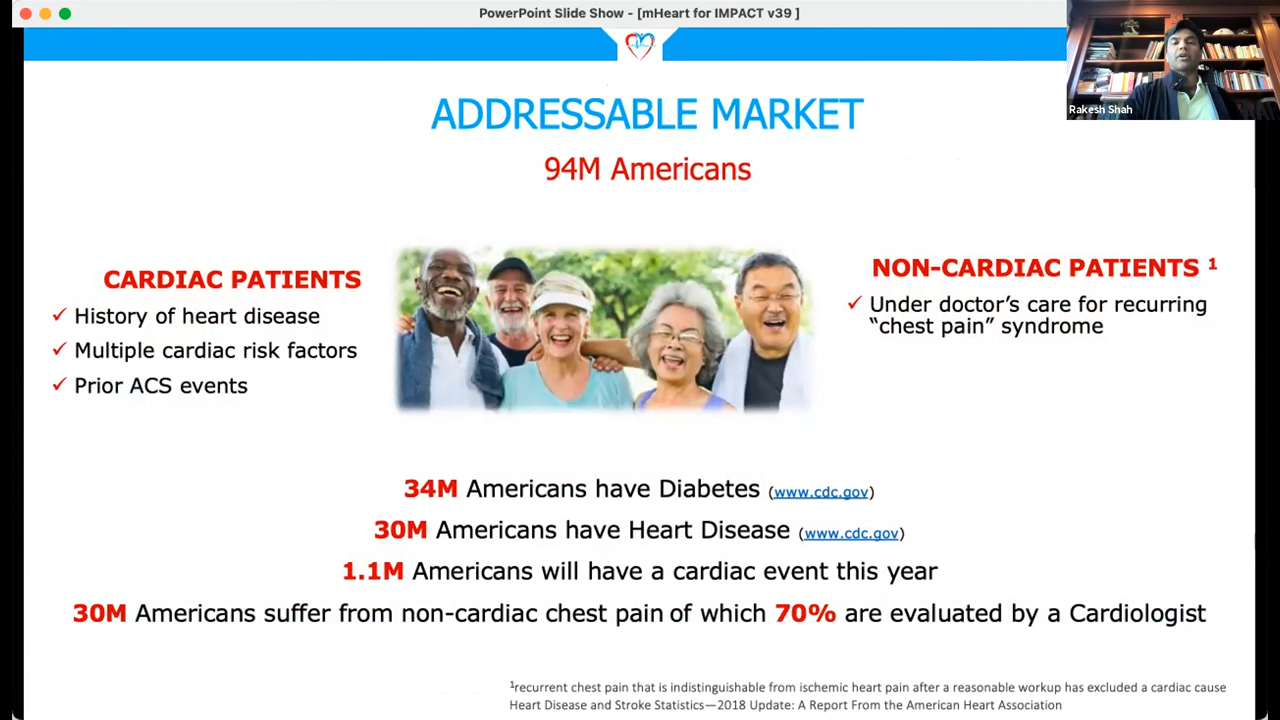 PowerPoint Slide Show - [mHeart for IMPACT v39 ]
Rakesh Shah
ADDRESSABLE MARKET
94M Americans
CARDIAC PATIENTS
✓ History of heart disease
✓ Multiple cardiac risk factors
✓ Prior ACS events
NON-CARDIAC PATIENTS ¹
✓ Under doctor’s care for recurring
“chest pain” syndrome
34M Americans have Diabetes (www.cdc.gov)
30M Americans have Heart Disease (www.cdc.gov)
1.1M Americans will have a cardiac event this year
30M Americans suffer from non-cardiac chest pain of which 70% are evaluated by a Cardiologist
¹recurrent chest pain that is indistinguishable from ischemic heart pain after a reasonable workup has excluded a cardiac cause
Heart Disease and Stroke Statistics—2018 Update: A Report From the American Heart Association